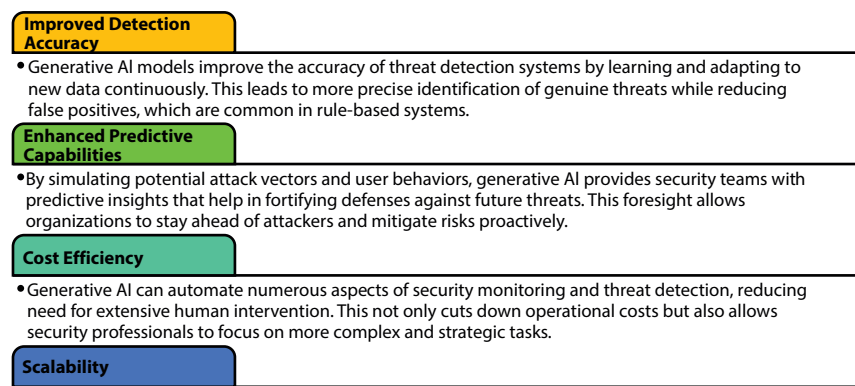 Improved Detection
Accuracy
• Generative AI models improve the accuracy of threat detection systems by learning and adapting to
new data continuously. This leads to more precise identification of genuine threats while reducing
false positives, which are common in rule-based systems.
Enhanced Predictive
Capabilities
• By simulating potential attack vectors and user behaviors, generative AI provides security teams with
predictive insights that help in fortifying defenses against future threats. This foresight allows
organizations to stay ahead of attackers and mitigate risks proactively.
Cost Efficiency
• Generative AI can automate numerous aspects of security monitoring and threat detection, reducing
need for extensive human intervention. This not only cuts down operational costs but also allows
security professionals to focus on more complex and strategic tasks.
Scalability